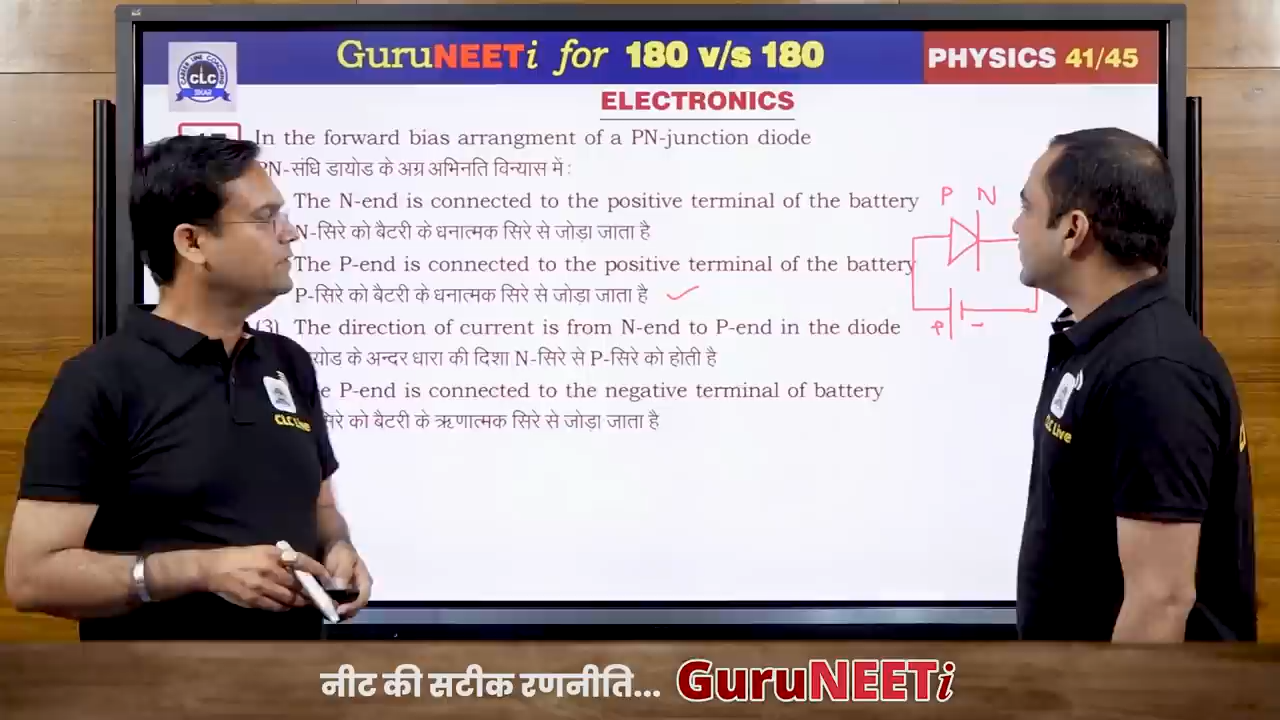 GuruNEETi for 180 v/s 180
PHYSICS 41/45
CLC
SIKAR
ELECTRONICS
In the forward bias arrangment of a PN-junction diode
PN-संधि डायोड के अग्र अभिनति विन्यास में :
The N-end is connected to the positive terminal of the battery
N-सिरे को बैटरी के धनात्मक सिरे से जोड़ा जाता है
The P-end is connected to the positive terminal of the battery
P-सिरे को बैटरी के धनात्मक सिरे से जोड़ा जाता है
(3) The direction of current is from N-end to P-end in the diode
के अन्दर धारा की दिशा N-सिरे से P-सिरे को होती है
P-end is connected to the negative terminal of battery
को बैटरी के ऋणात्मक सिरे से जोड़ा जाता है
P N
-
CLC Live
CLC Live
नीट की सटीक रणनीति... GuruNEETi